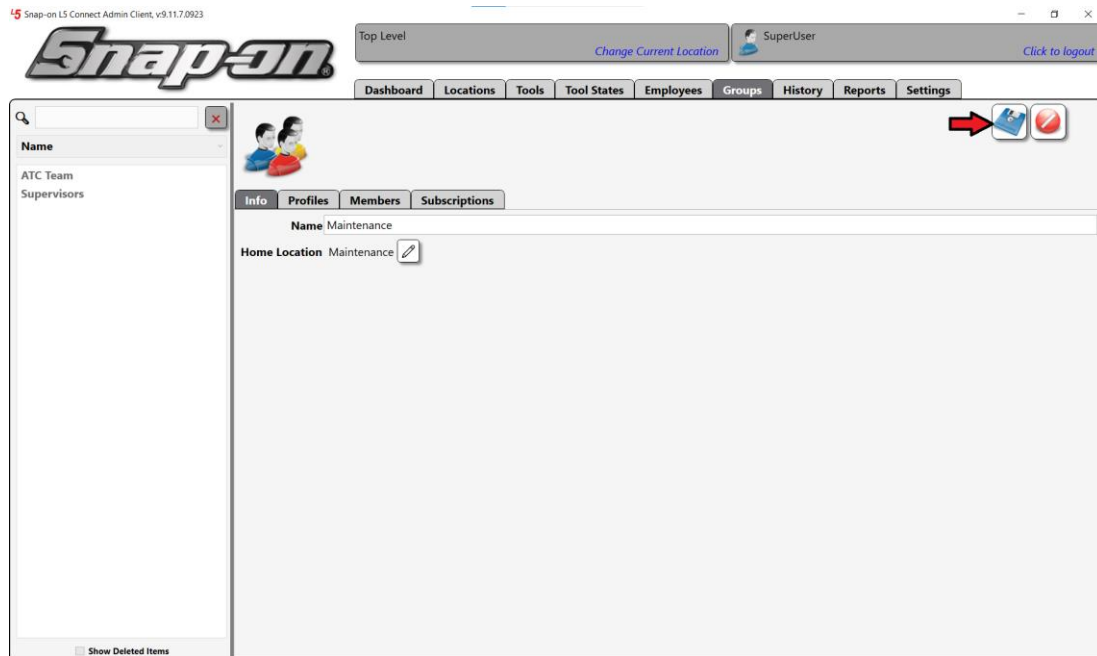 L5 Snap-on L5 Connect Admin Client, v:9.11.7.0923
Snap-on
Top Level
Change Current Location
SuperUser
Click to logout
Dashboard Locations Tools Tool States Employees Groups History Reports Settings
Name
ATC Team
Supervisors
Info Profiles Members Subscriptions
Name Maintenance
Home Location Maintenance
Show Deleted Items